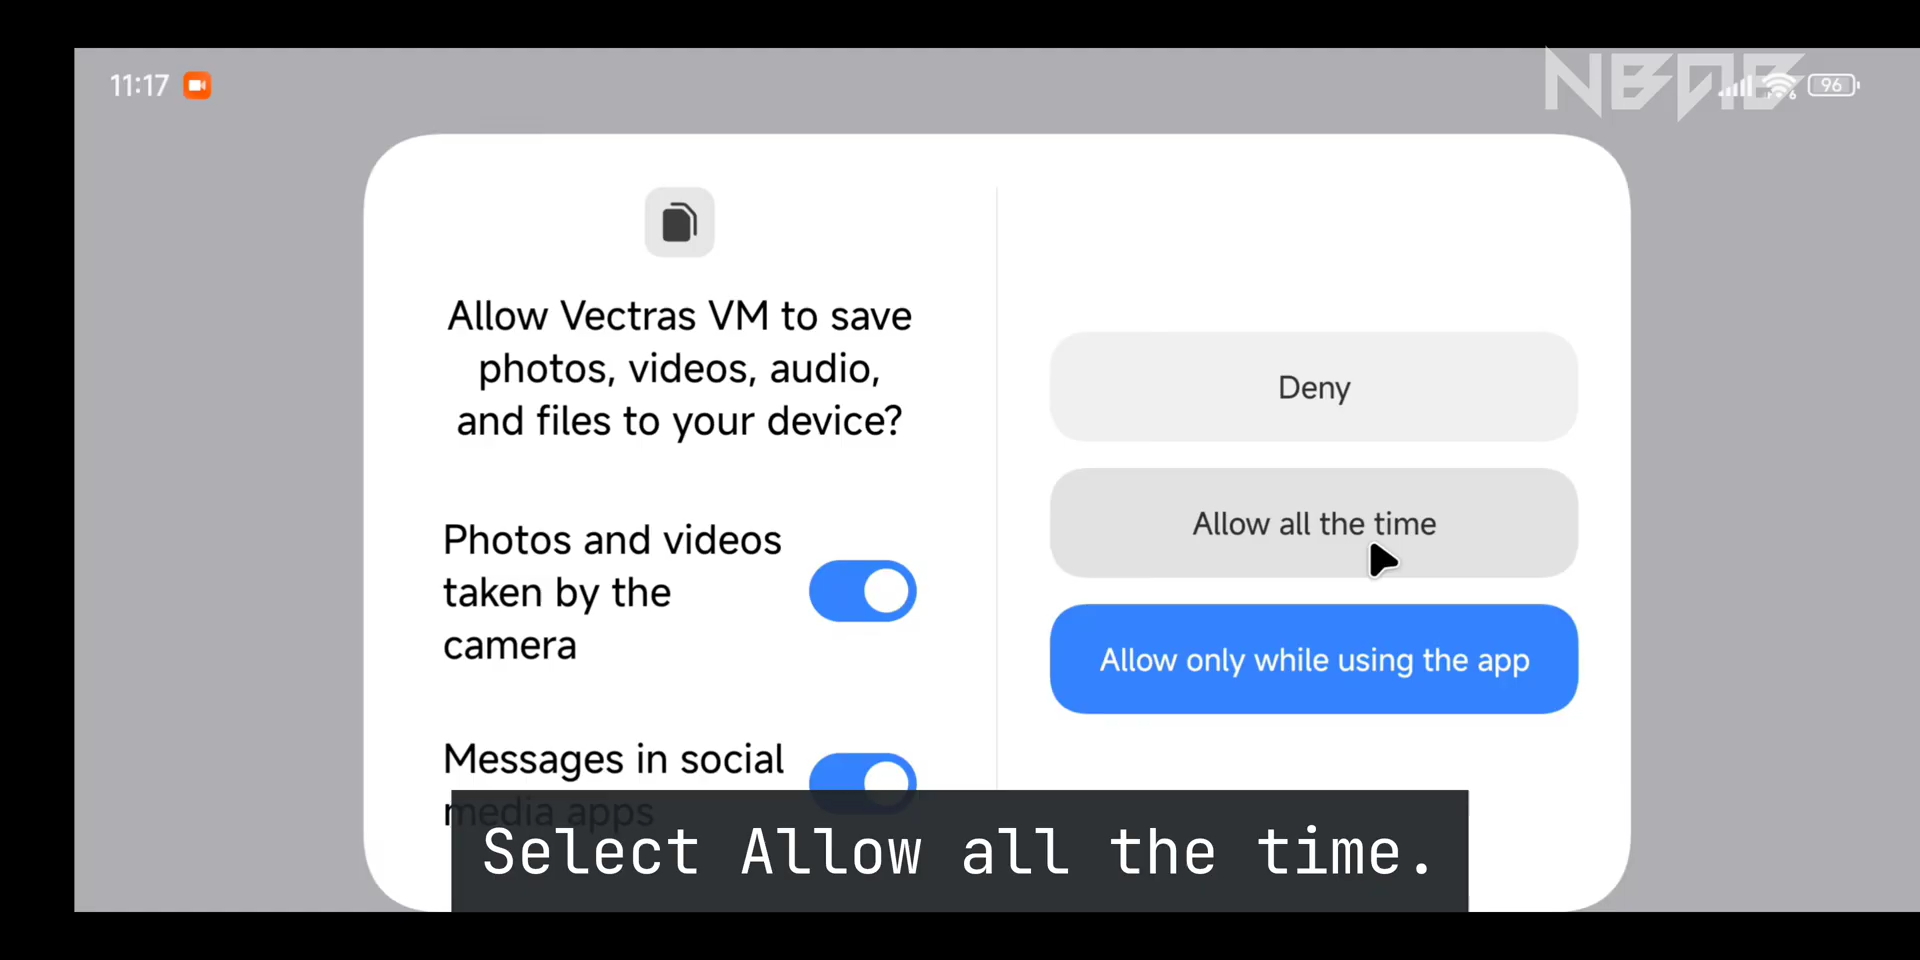 11:17
NBAB
6
96
Allow Vectras VM to save
photos, videos, audio,
and files to your device?
Photos and videos
taken by the
camera
Messages in social
media apps
Deny
Allow all the time
Allow only while using the app
Select Allow all the time.